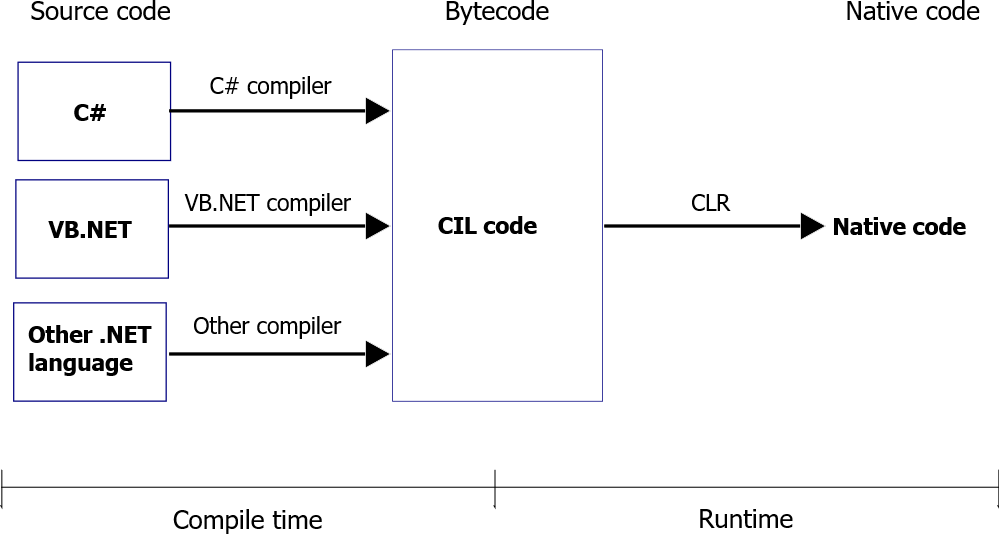 Source code
Bytecode
Native code
C#
C# compiler
VB.NET
VB.NET compiler
CIL code
CLR
Native code
Other .NET
language
Other compiler
Compile time
Runtime